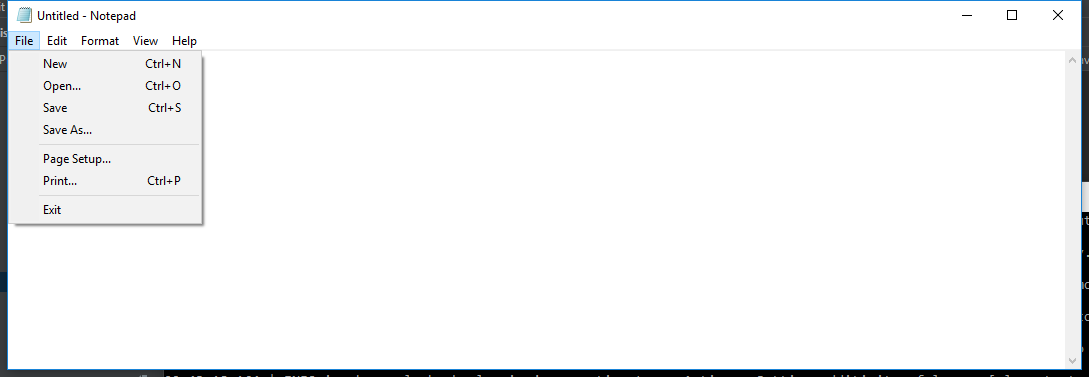 Untitled - Notepad
File Edit Format View Help
New Ctrl+N
Open... Ctrl+O
Save Ctrl+S
Save As...
Page Setup...
Print... Ctrl+P
Exit